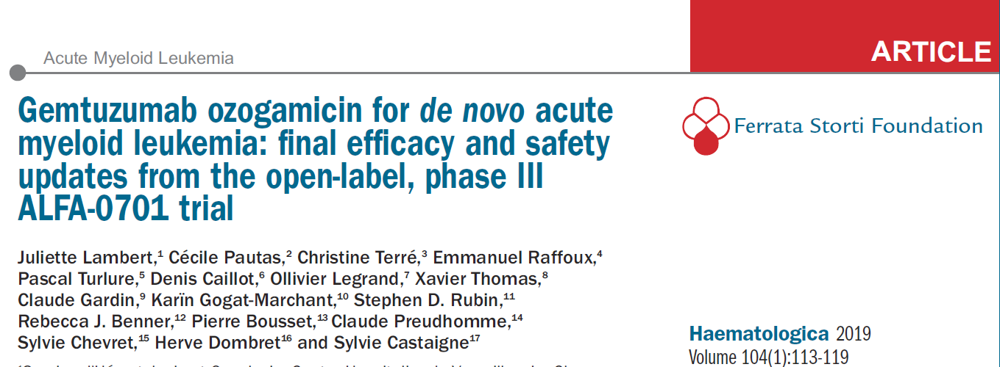 ARTICLE
Acute Myeloid Leukemia
Gemtuzumab ozogamicin for de novo acute
myeloid leukemia: final efficacy and safety
updates from the open-label, phase III
ALFA-0701 trial
Ferrata Storti Foundation
Juliette Lambert,1 Cécile Pautas,2 Christine Terré,3 Emmanuel Raffoux,4
Pascal Turlure,5 Denis Caillot,6 Ollivier Legrand,7 Xavier Thomas,8
Claude Gardin,9 Karïn Gogat-Marchant,10 Stephen D. Rubin,11
Rebecca J. Benner,12 Pierre Bousset,13 Claude Preudhomme,14
Sylvie Chevret,15 Herve Dombret16 and Sylvie Castaigne17
Haematologica 2019
Volume 104(1):113-119